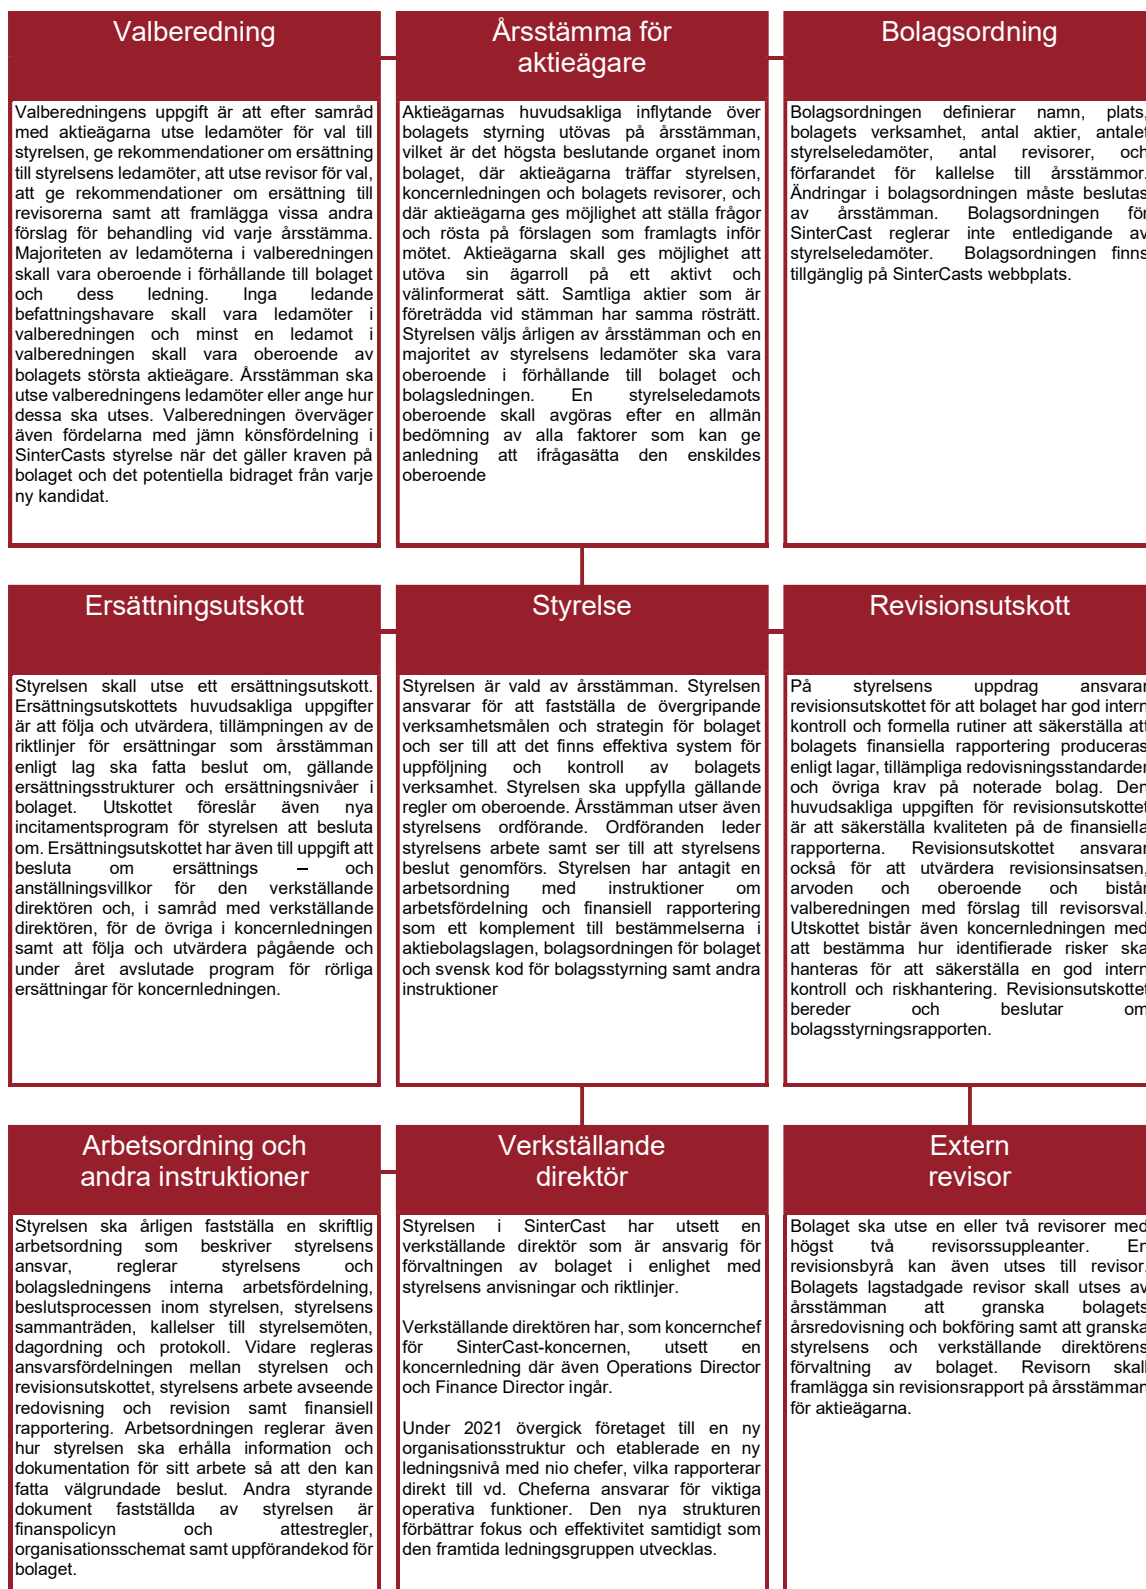 Valberedning
Valberedningens uppgift är att efter samråd
med aktieägarna utse ledamöter för val till
styrelsen, ge rekommendationer om ersättning
till styrelsens ledamöter, att utse revisor för val,
att ge rekommendationer om ersättning till
revisorerna samt att framlägga vissa andra
förslag för behandling vid varje årsstämma.
Majoriteten av ledamöterna i valberedningen
skall vara oberoende i förhållande till bolaget
och dess ledning. Inga ledande
befattningshavare skall vara ledamöter i
valberedningen och minst en ledamot i
valberedningen skall vara oberoende av
bolagets största aktieägare. Årsstämman ska
utse valberedningens ledamöter eller ange hur
dessa ska utses. Valberedningen överväger
även fördelarna med jämn könsfördelning i
SinterCasts styrelse när det gäller kraven på
bolaget och det potentiella bidraget från varje
ny kandidat.
Årsstämma för
aktieägare
Aktieägarnas huvudsakliga inflytande över
bolagets styrning utövas på årsstämman,
vilket är det högsta beslutande organet inom
bolaget, där aktieägarna träffar styrelsen,
koncernledningen och bolagets revisorer, och
där aktieägarna ges möjlighet att ställa frågor
och rösta på förslagen som framlagts inför
mötet. Aktieägarna skall ges möjlighet att
utöva sin ägarroll på ett aktivt och
välinformerat sätt. Samtliga aktier som är
företrädda vid stämman har samma rösträtt.
Styrelsen väljs årligen av årsstämman och en
majoritet av styrelsens ledamöter ska vara
oberoende i förhållande till bolaget och
bolagsledningen. En styrelseledamots
oberoende skall avgöras efter en allmän
bedömning av alla faktorer som kan ge
anledning att ifrågasätta den enskildes
oberoende
Bolagsordning
Bolagsordningen definierar namn, plats,
bolagets verksamhet, antal aktier, antalet
styrelseledamöter, antal revisorer, och
förfarandet för kallelse till årsstämmor.
Ändringar i bolagsordningen måste beslutas
av årsstämman. Bolagsordningen för
SinterCast reglerar inte entledigande av
styrelseledamöter. Bolagsordningen finns
tillgänglig på SinterCasts webbplats.
Ersättningsutskott
Styrelsen skall utse ett ersättningsutskott.
Ersättningsutskottets huvudsakliga uppgifter
är att följa och utvärdera, tillämpningen av de
riktlinjer för ersättningar som årsstämman
enligt lag ska fatta beslut om, gällande
ersättningsstrukturer och ersättningsnivåer i
bolaget. Utskottet föreslår även nya
incitamentsprogram för styrelsen att besluta
om. Ersättningsutskottet har även till uppgift att
besluta om ersättnings – och
anställningsvillkor för den verkställande
direktören och, i samråd med verkställande
direktören, för de övriga i koncernledningen
samt att följa och utvärdera pågående och
under året avslutade program för rörliga
ersättningar för koncernledningen.
Styrelse
Styrelsen är vald av årsstämman. Styrelsen
ansvarar för att fastställa de övergripande
verksamhetsmålen och strategin för bolaget
och ser till att det finns effektiva system för
uppföljning och kontroll av bolagets
verksamhet. Styrelsen ska uppfylla gällande
regler om oberoende. Årsstämman utser även
styrelsens ordförande. Ordföranden leder
styrelsens arbete samt ser till att styrelsens
beslut genomförs. Styrelsen har antagit en
arbetsordning med instruktioner om
arbetsfördelning och finansiell rapportering
som ett komplement till bestämmelserna i
aktiebolagslagen, bolagsordningen för bolaget
och svensk kod för bolagsstyrning samt andra
instruktioner
Revisionsutskott
På styrelsens uppdrag ansvarar
revisionsutskottet för att bolaget har god intern
kontroll och formella rutiner att säkerställa att
bolagets finansiella rapportering produceras
enligt lagar, tillämpliga redovisningsstandarder
och övriga krav på noterade bolag. Den
huvudsakliga uppgiften för revisionsutskottet
är att säkerställa kvaliteten på de finansiella
rapporterna. Revisionsutskottet ansvarar
också för att utvärdera revisionsinsatsen,
arvoden och oberoende och bistår
valberedningen med förslag till revisorsval.
Utskottet bistår även koncernledningen med
att bestämma hur identifierade risker ska
hanteras för att säkerställa en god intern
kontroll och riskhantering. Revisionsutskottet
bereder och beslutar om
bolagsstyrningsrapporten.
Arbetsordning och
andra instruktioner
Styrelsen ska årligen fastställa en skriftlig
arbetsordning som beskriver styrelsens
ansvar, reglerar styrelsens och
bolagsledningens interna arbetsfördelning,
beslutsprocessen inom styrelsen, styrelsens
sammanträden, kallelser till styrelsemöten,
dagordning och protokoll. Vidare regleras
ansvarsfördelningen mellan styrelsen och
revisionsutskottet, styrelsens arbete avseende
redovisning och revision samt finansiell
rapportering. Arbetsordningen reglerar även
hur styrelsen ska erhålla information och
dokumentation för sitt arbete så att den kan
fatta välgrundade beslut. Andra styrande
dokument fastställda av styrelsen är
finanspolicyn och attestregler,
organisationsschemat samt uppförandekod för
bolaget.
Verkställande
direktör
Styrelsen i SinterCast har utsett en
verkställande direktör som är ansvarig för
förvaltningen av bolaget i enlighet med
styrelsens anvisningar och riktlinjer.
Verkställande direktören har, som koncernchef
för SinterCast-koncernen, utsett en
koncernledning där även Operations Director
och Finance Director ingår.
Under 2021 övergick företaget till en ny
organisationsstruktur och etablerade en ny
ledningsnivå med nio chefer, vilka rapporterar
direkt till vd. Cheferna ansvarar för viktiga
operativa funktioner. Den nya strukturen
förbättrar fokus och effektivitet samtidigt som
den framtida ledningsgruppen utvecklas.
Extern
revisor
Bolaget ska utse en eller två revisorer med
högst två revisorssuppleanter. En
revisionsbyrå kan även utses till revisor.
Bolagets lagstadgade revisor skall utses av
årsstämman att granska bolagets
årsredovisning och bokföring samt att granska
styrelsens och verkställande direktörens
förvaltning av bolaget. Revisorn skall
framlägga sin revisionsrapport på årsstämman
för aktieägarna.